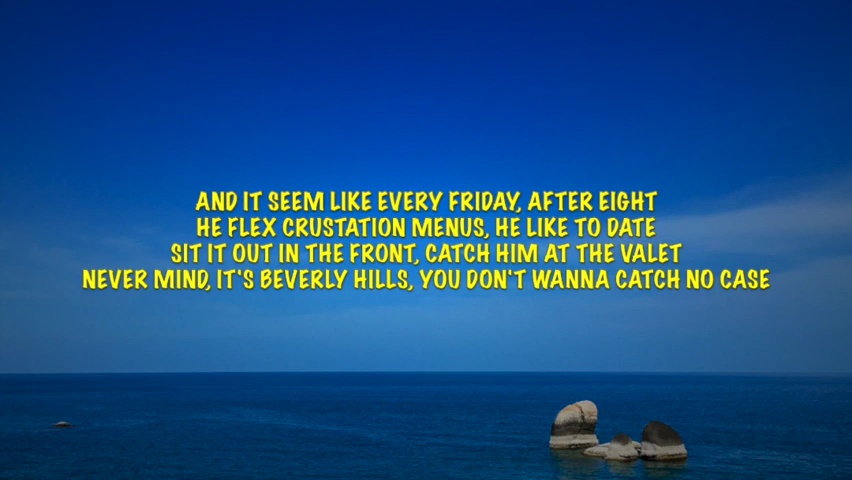 AND IT SEEM LIKE EVERY FRIDAY, AFTER EIGHT
HE FLEX CRUSTATION MENUS, HE LIKE TO DATE
SIT IT OUT IN THE FRONT, CATCH HIM AT THE VALET
NEVER MIND, IT'S BEVERLY HILLS, YOU DON'T WANNA CATCH NO CASE